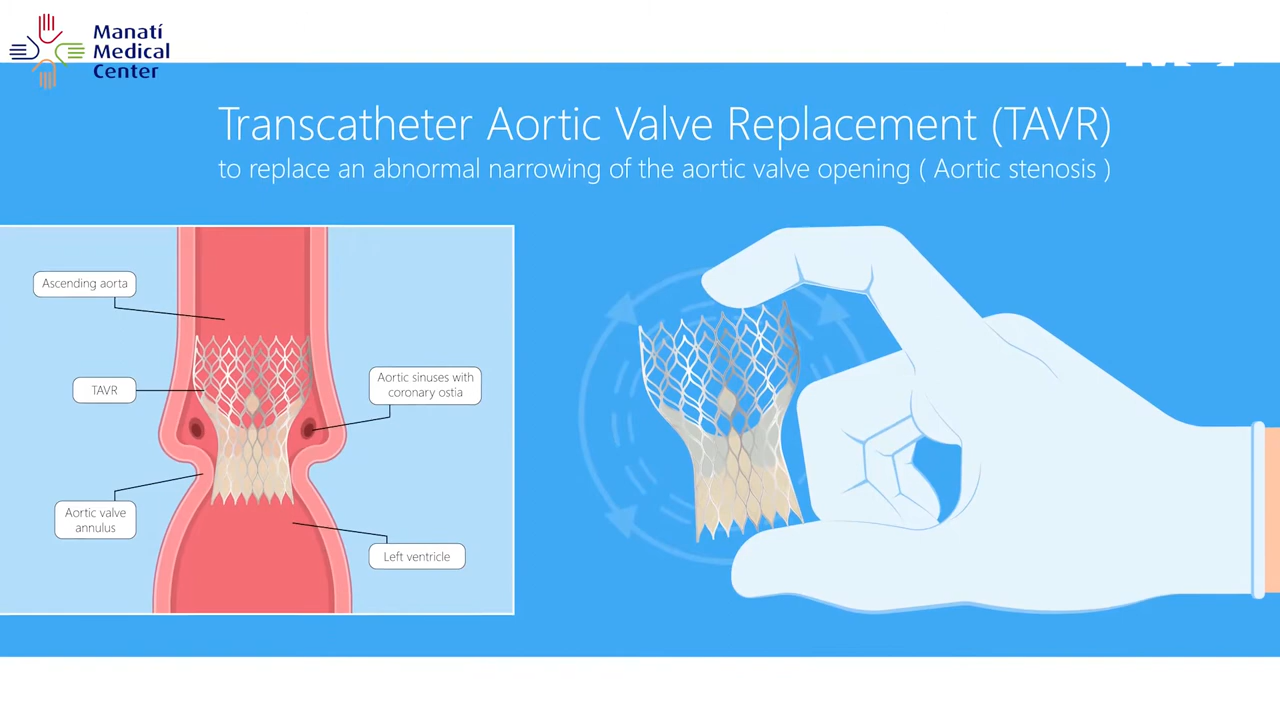 Manatí
Medical
Center
Transcatheter Aortic Valve Replacement (TAVR)
to replace an abnormal narrowing of the aortic valve opening ( Aortic stenosis )
Ascending aorta
TAVR
Aortic sinuses with
coronary ostia
Aortic valve
annulus
Left ventricle